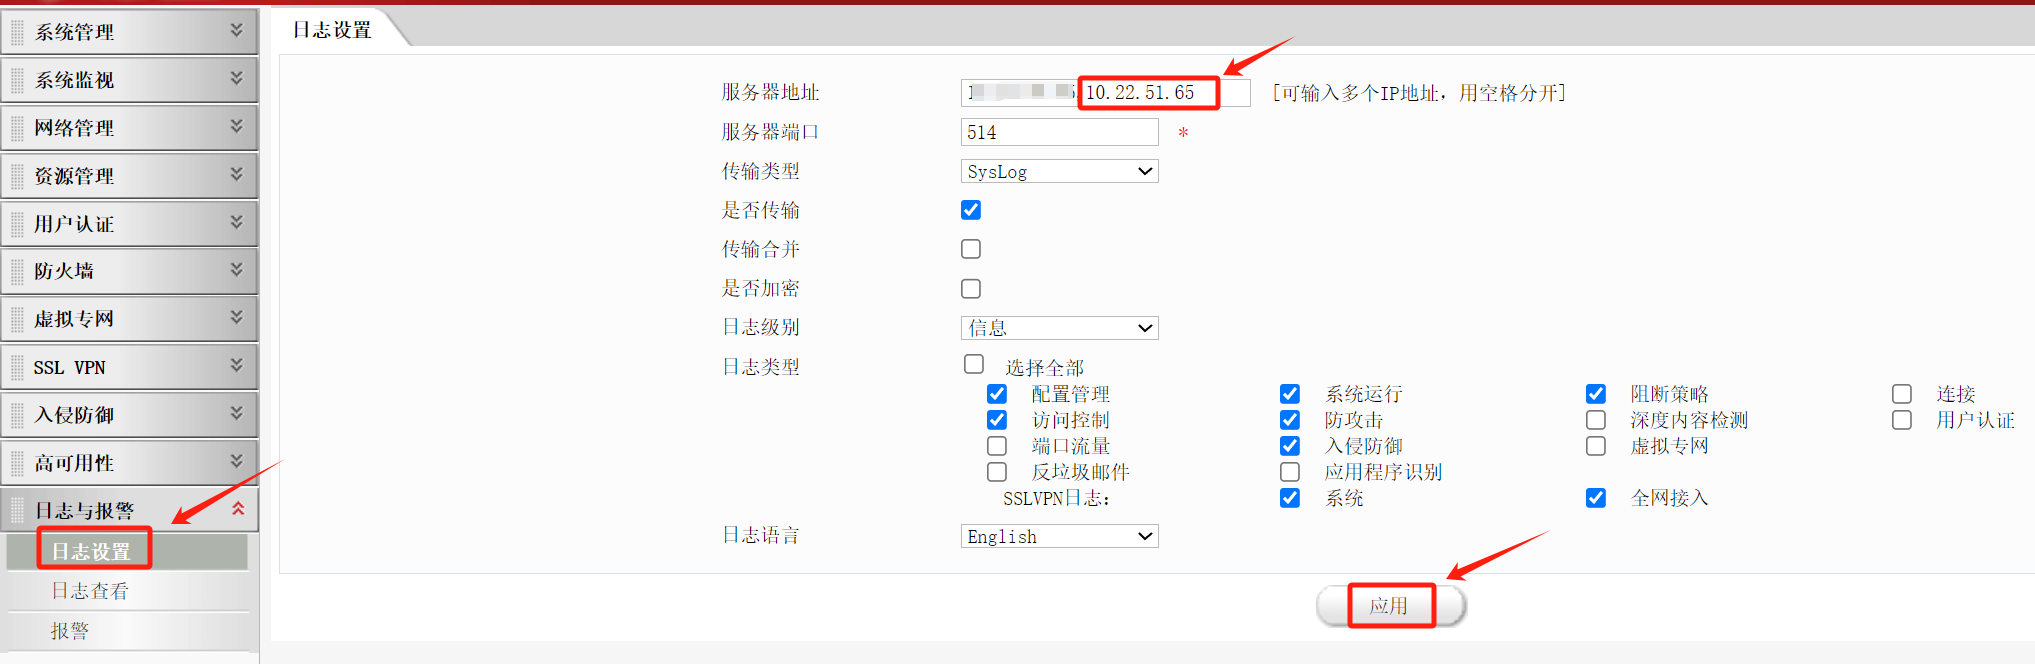 系统管理
系统监视
网络管理
资源管理
用户认证
防火墙
虚拟专网
SSL VPN
入侵防御
高可用性
日志与报警
日志设置
日志查看
报警
日志设置
服务器地址 10.22.51.65 [可输入多个IP地址，用空格分开]
服务器端口 514 *
传输类型 SysLog
是否传输
传输合并
是否加密
日志级别 信息
日志类型 选择全部
配置管理 系统运行 阻断策略 连接
访问控制 防攻击 深度内容检测 用户认证
端口流量 入侵防御 虚拟专网
反垃圾邮件 应用程序识别
SSLVPN日志： 系统 全网接入
日志语言 English
应用